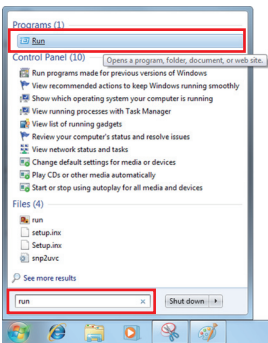 Programs (1)
Run
Opens a program, folder, document, or web site.
Control Panel (10)
Run programs made for previous versions of Windows
View recommended actions to keep Windows running smoothly
Show which operating system your computer is running
View running processes with Task Manager
View list of running gadgets
Review your computer's status and resolve issues
View network status and tasks
Change default settings for media or devices
Play CDs or other media automatically
Start or stop using autoplay for all media and devices
Files (4)
run
setup.inx
Setup.inx
snp2uvc
See more results
run
Shut down